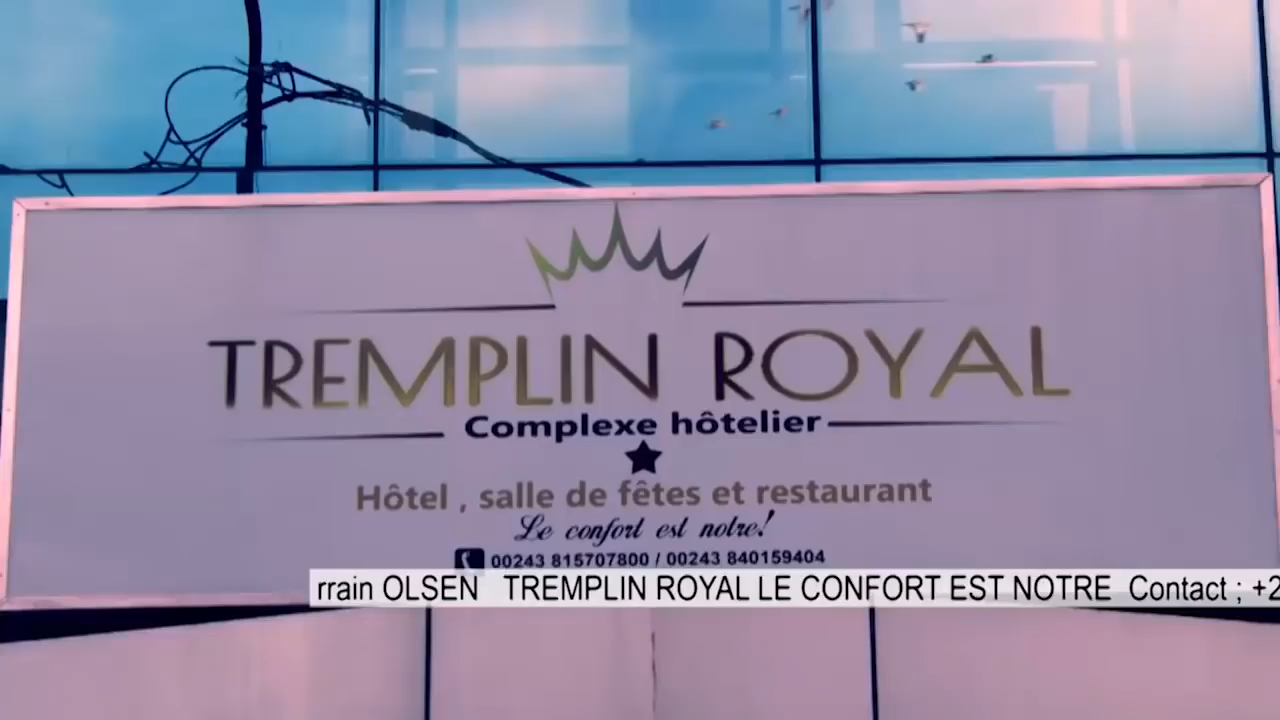 TREMPLIN ROYAL
Complexe hôtelier
Hôtel , salle de fêtes et restaurant
Le confort est notre!
00243 815707800 / 00243 840159404
rrain OLSEN TREMPLIN ROYAL LE CONFORT EST NOTRE Contact ; +2